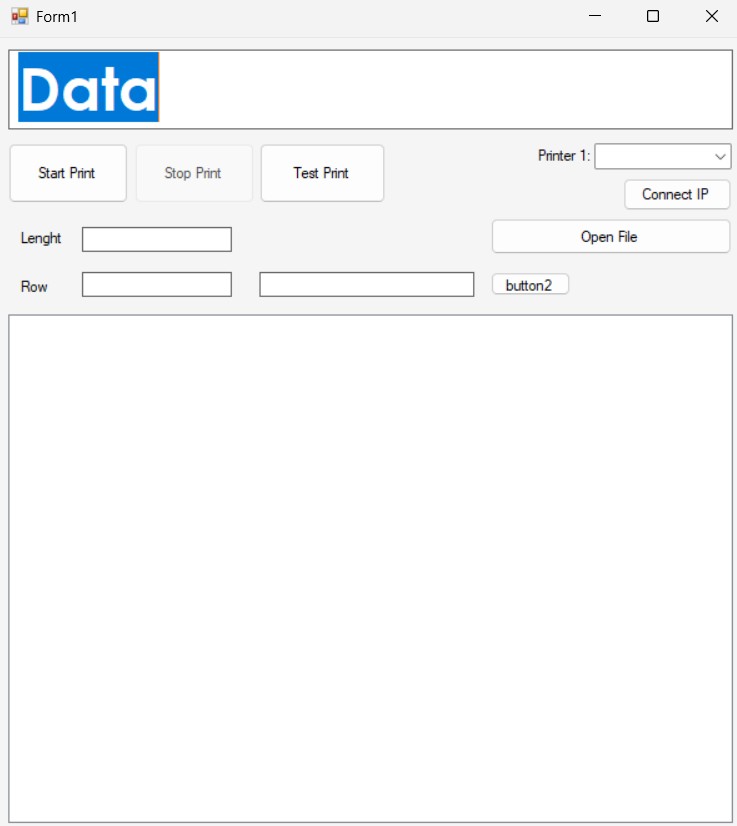 Form1
Data
Start Print Stop Print Test Print Printer 1:
Connect IP
Lenght Open File
Row button2